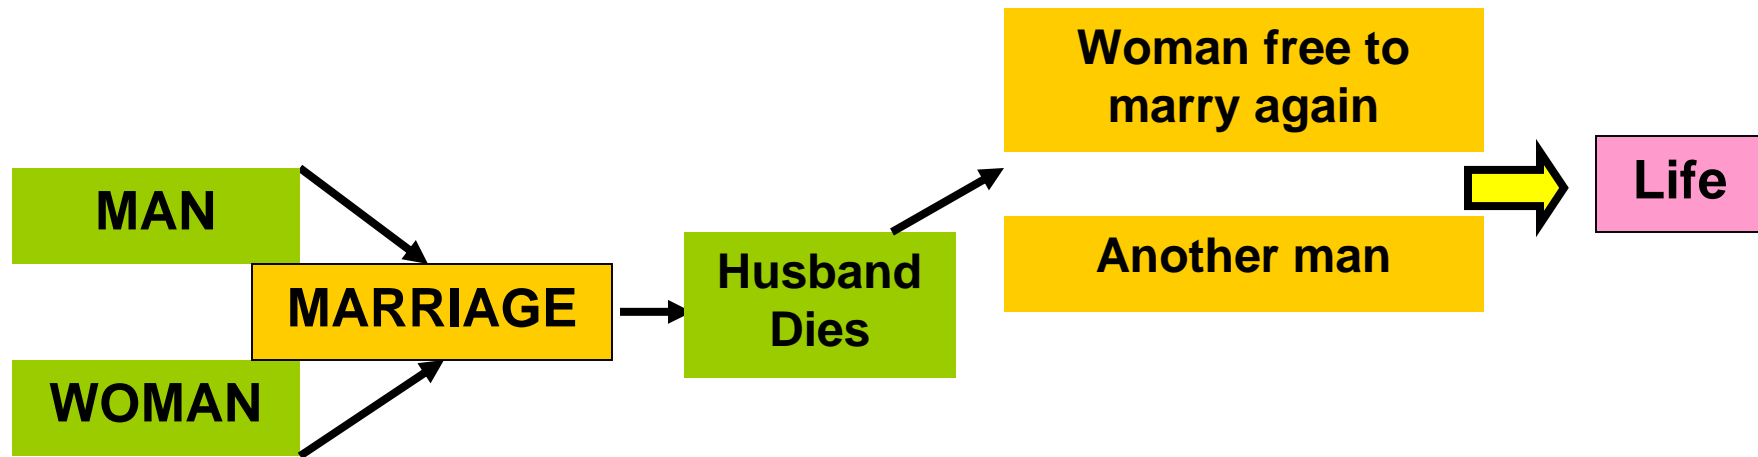 MAN
WOMAN
MARRIAGE
Husband
Dies
Woman free to
marry again
Another man
Life